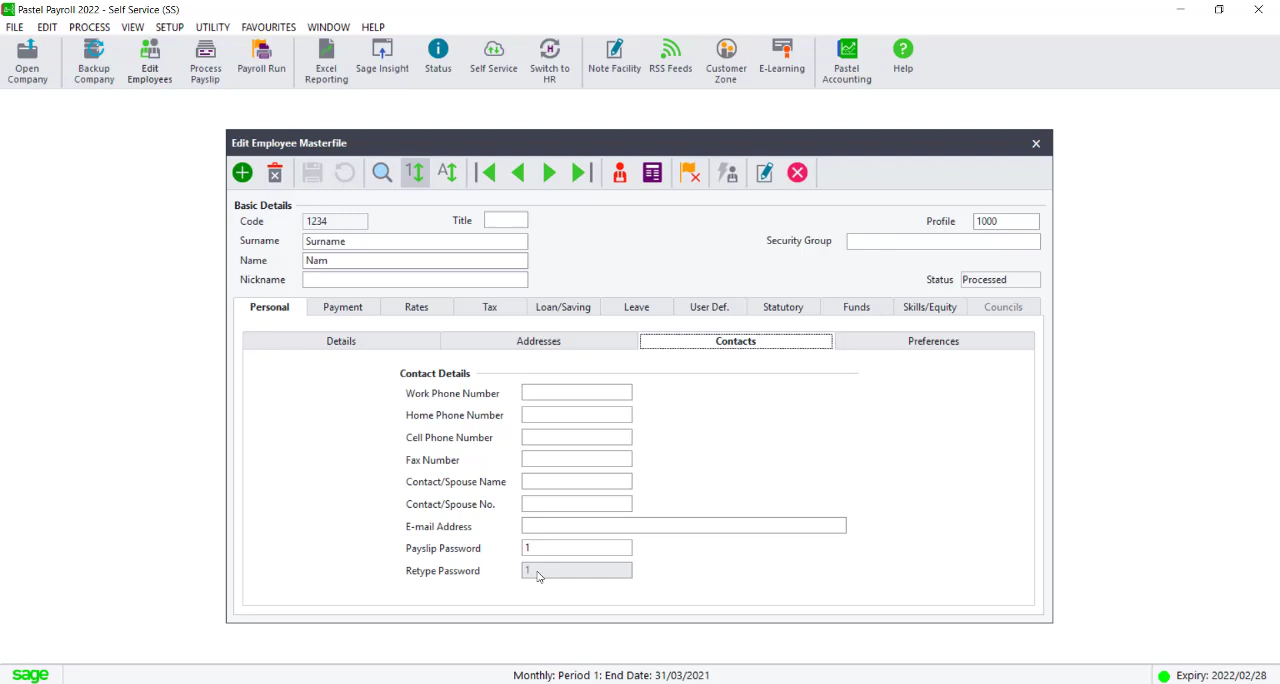 Pastel Payroll 2022 - Self Service (SS)
FILE EDIT PROCESS VIEW SETUP UTILITY FAVOURITES WINDOW HELP
Open Company
Backup Company
Edit Employees
Process Payslip
Payroll Run
Excel Reporting
Sage Insight
Status
Self Service
Switch to HR
Note Facility
RSS Feeds
Customer Zone
E-Learning
Pastel Accounting
Help
Edit Employee Masterfile
Basic Details
Code 1234 Title Profile 1000
Surname Surname Security Group
Name Nam
Nickname Status Processed
Personal Payment Rates Tax Loan/Saving Leave User Def. Statutory Funds Skills/Equity Councils
Details Addresses Contacts Preferences
Contact Details
Work Phone Number
Home Phone Number
Cell Phone Number
Fax Number
Contact/Spouse Name
Contact/Spouse No.
E-mail Address
Payslip Password 1
Retype Password 1
sage Monthly: Period 1: End Date: 31/03/2021 Expiry: 2022/02/28